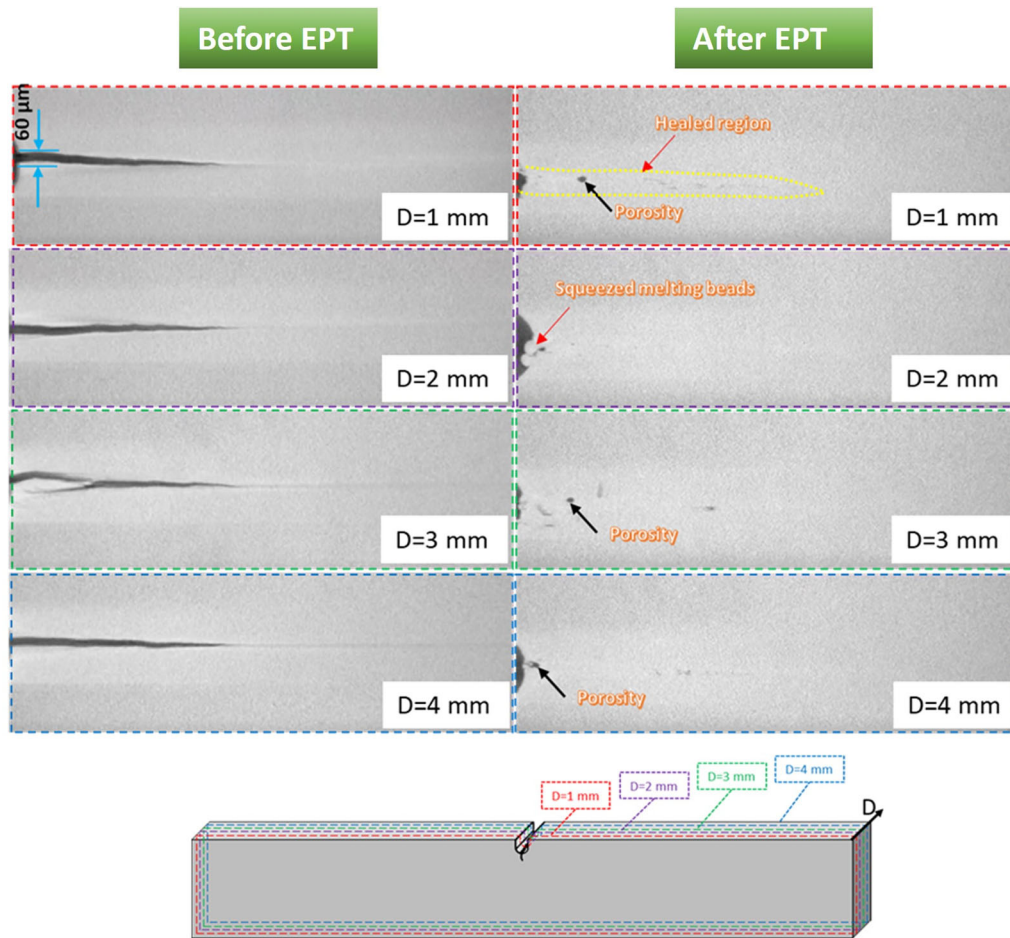 Before EPT
After EPT
60 µm
Healed region
Porosity
D=1 mm
D=1 mm
Squeezed melting beads
D=2 mm
D=2 mm
Porosity
D=3 mm
D=3 mm
Porosity
D=4 mm
D=4 mm
D=1 mm
D=2 mm
D=3 mm
D=4 mm
D